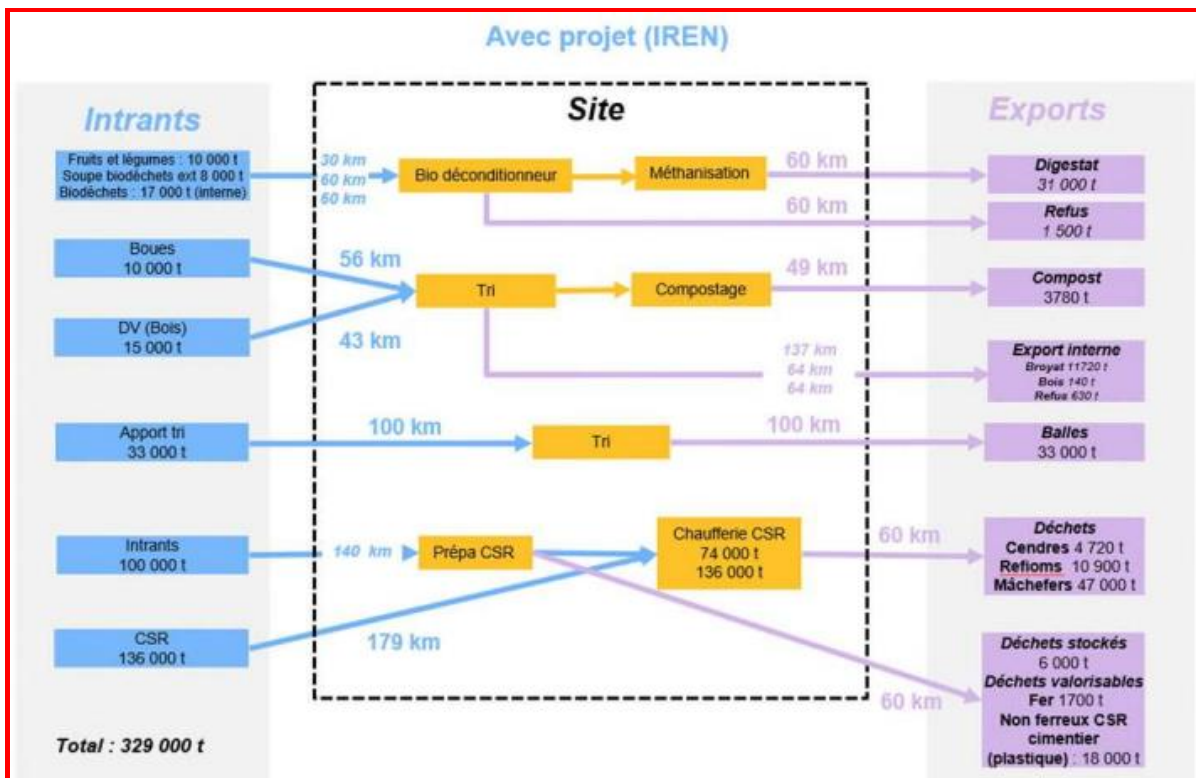 Avec projet (IREN)
Intrants
Site
Exports
Fruits et légumes : 10 000 t
Soupe biodéchets ext 8 000 t
Biodéchets : 17 000 t (interne)
30 km
60 km
60 km
Bio déconditionneur
Méthanisation
60 km
Digestat
31 000 t
60 km
Refus
1 500 t
Boues
10 000 t
56 km
Tri
Compostage
49 km
Compost
3780 t
DV (Bois)
15 000 t
43 km
137 km
64 km
64 km
Export interne
Broyat 11720 t
Bois 140 t
Refus 630 t
Apport tri
33 000 t
100 km
Tri
100 km
Balles
33 000 t
Intrants
100 000 t
140 km
Prépa CSR
Chaufferie CSR
74 000 t
136 000 t
60 km
Déchets
Cendres 4 720 t
Refioms 10 900 t
Mâchefers 47 000 t
CSR
136 000 t
179 km
60 km
Déchets stockés
6 000 t
Déchets valorisables
Fer 1700 t
Non ferreux CSR
cimentier
(plastique) : 18 000 t
Total : 329 000 t